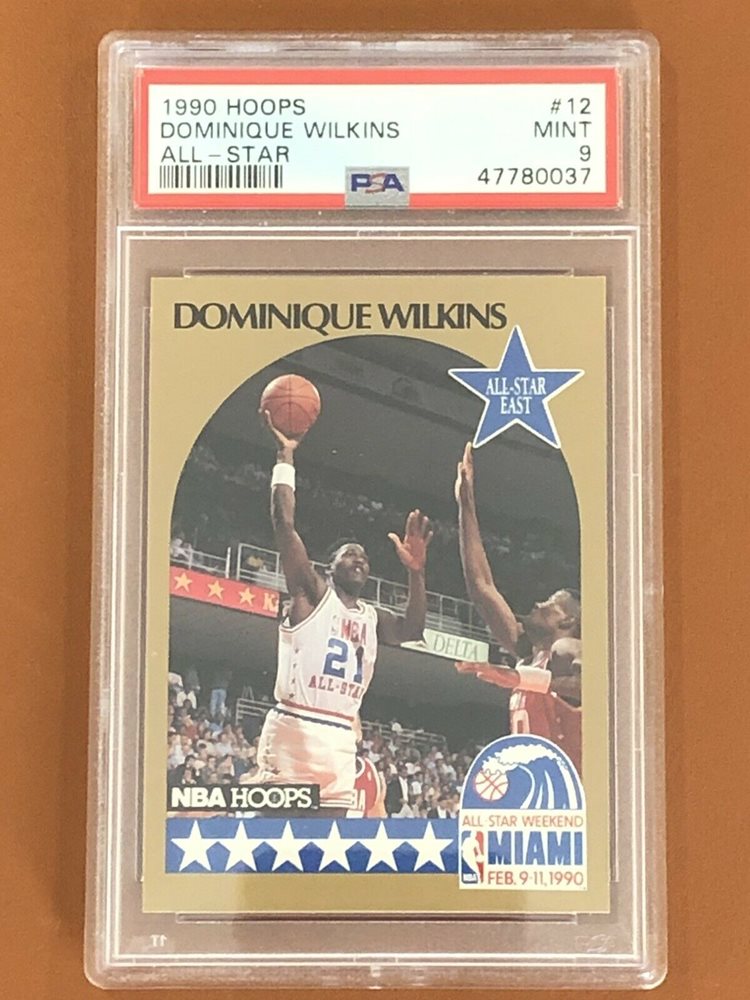 1990 HOOPS #12
DOMINIQUE WILKINS MINT
ALL-STAR 9
PSA 47780037
DOMINIQUE WILKINS
ALL-STAR
EAST
DELTA
NBA
21
ALL-STAR
NBA HOOPS
ALL-STAR WEEKEND
MIAMI
NBA
FEB. 9-11, 1990